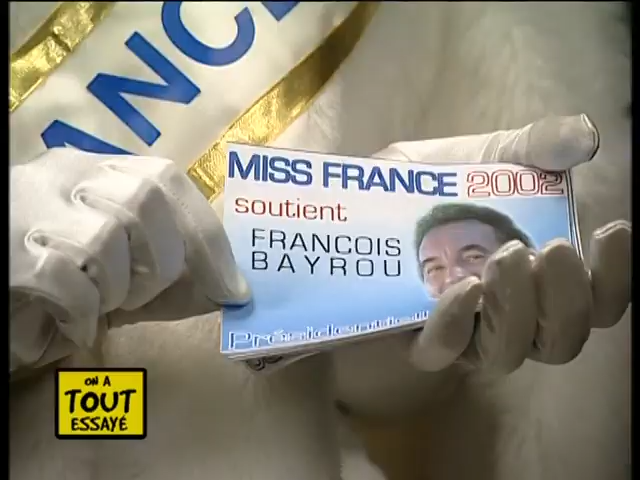 ANCE
MISS FRANCE 2002
soutient
FRANCOIS
BAYROU
ON A
TOUT
ESSAYÉ